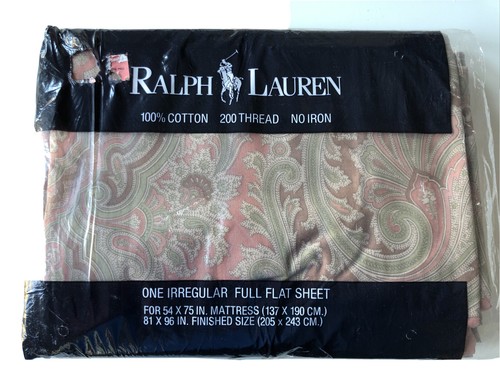 RALPH LAUREN
100% COTTON 200 THREAD NO IRON
ONE IRREGULAR FULL FLAT SHEET
FOR 54 X 75 IN. MATTRESS (137 X 190 CM.)
81 X 96 IN. FINISHED SIZE (205 x 243 CM.)